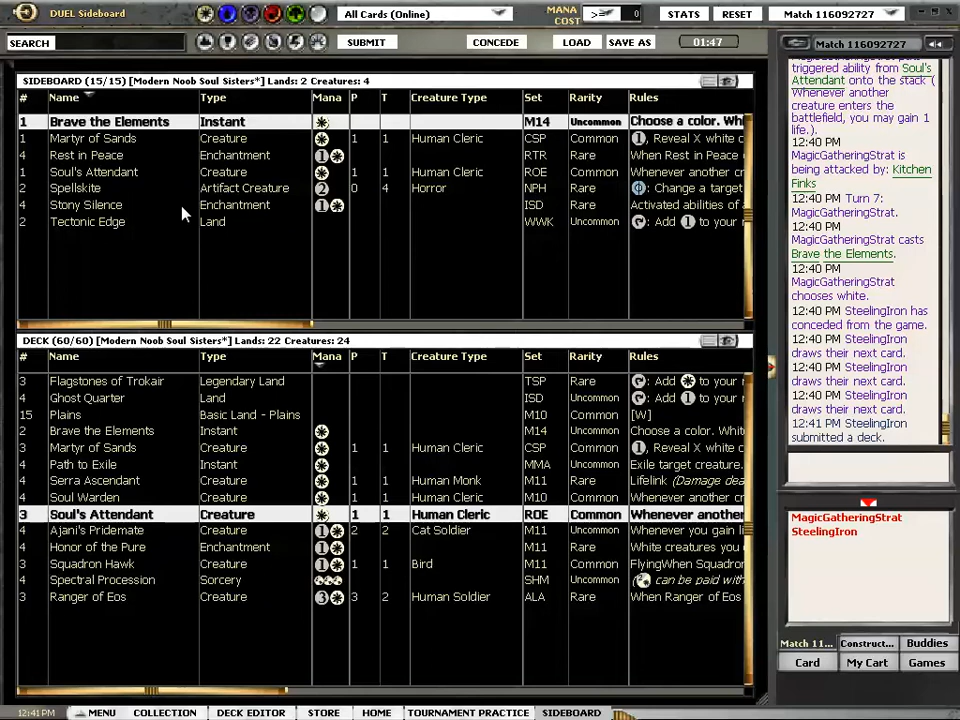 DUEL Sideboard
All Cards (Online)
MANA COST
>=
0
STATS
RESET
Match 116092727
SEARCH
SUBMIT
CONCEDE
LOAD
SAVE AS
01:47
Match 116092727
SIDEBOARD (15/15) [Modern Noob Soul Sisters*] Lands: 2 Creatures: 4
# Name Type Mana P T Creature Type Set Rarity Rules
1 Brave the Elements Instant M14 Uncommon Choose a color. Wh
1 Martyr of Sands Creature 1 1 Human Cleric CSP Common 1, Reveal X white c
4 Rest in Peace Enchantment 1 RTR Rare When Rest in Peace
1 Soul's Attendant Creature 1 1 Human Cleric ROE Common Whenever another
2 Spellskite Artifact Creature 2 0 4 Horror NPH Rare : Change a target
4 Stony Silence Enchantment 1 ISD Rare Activated abilities of
2 Tectonic Edge Land WWK Uncommon : Add 1 to your
DECK (60/60) [Modern Noob Soul Sisters*] Lands: 22 Creatures: 24
# Name Type Mana P T Creature Type Set Rarity Rules
3 Flagstones of Trokair Legendary Land TSP Rare : Add to your
4 Ghost Quarter Land ISD Uncommon : Add 1 to your
15 Plains Basic Land - Plains M10 Common [W]
2 Brave the Elements Instant M14 Uncommon Choose a color. White
3 Martyr of Sands Creature 1 1 Human Cleric CSP Common 1, Reveal X white c
4 Path to Exile Instant MMA Uncommon Exile target creature.
4 Serra Ascendant Creature 1 1 Human Monk M11 Rare Lifelink (Damage dea
4 Soul Warden Creature 1 1 Human Cleric M10 Common Whenever another cr
3 Soul's Attendant Creature 1 1 Human Cleric ROE Common Whenever another
4 Ajani's Pridemate Creature 1 2 2 Cat Soldier M11 Uncommon Whenever you gain li
4 Honor of the Pure Enchantment 1 M11 Rare White creatures you
3 Squadron Hawk Creature 1 1 1 Bird M11 Common FlyingWhen Squadron
4 Spectral Procession Sorcery SHM Uncommon ( can be paid with
3 Ranger of Eos Creature 3 3 2 Human Soldier ALA Rare When Ranger of Eos
triggered ability from Soul's
Attendant onto the stack (
Whenever another
creature enters the
battlefield, you may gain 1
life.)
12:40 PM
MagicGatheringStrat is
being attacked by: Kitchen
Finks
12:40 PM Turn 7:
MagicGatheringStrat.
12:40 PM
MagicGatheringStrat casts
Brave the Elements.
12:40 PM
MagicGatheringStrat
chooses white.
12:40 PM SteelingIron has
conceded from the game.
12:40 PM SteelingIron
draws their next card.
12:40 PM SteelingIron
draws their next card.
12:40 PM SteelingIron
draws their next card.
12:41 PM SteelingIron
submitted a deck.
MagicGatheringStrat
SteelingIron
Match 11...
Construct...
Buddies
Card
My Cart
Games
12:41 PM
MENU
COLLECTION
DECK EDITOR
STORE
HOME
TOURNAMENT PRACTICE
SIDEBOARD